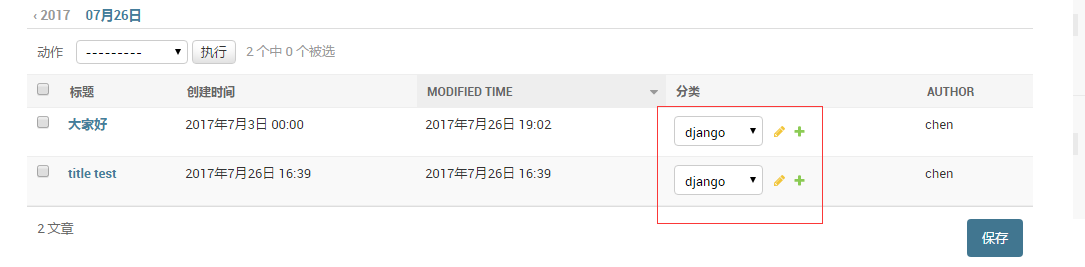 ‹ 2017 07月26日
动作 --------- 执行 2 个中 0 个被选
标题 创建时间 MODIFIED TIME 分类 AUTHOR
大家好 2017年7月3日 00:00 2017年7月26日 19:02 django chen
title test 2017年7月26日 16:39 2017年7月26日 16:39 django chen
2 文章 保存